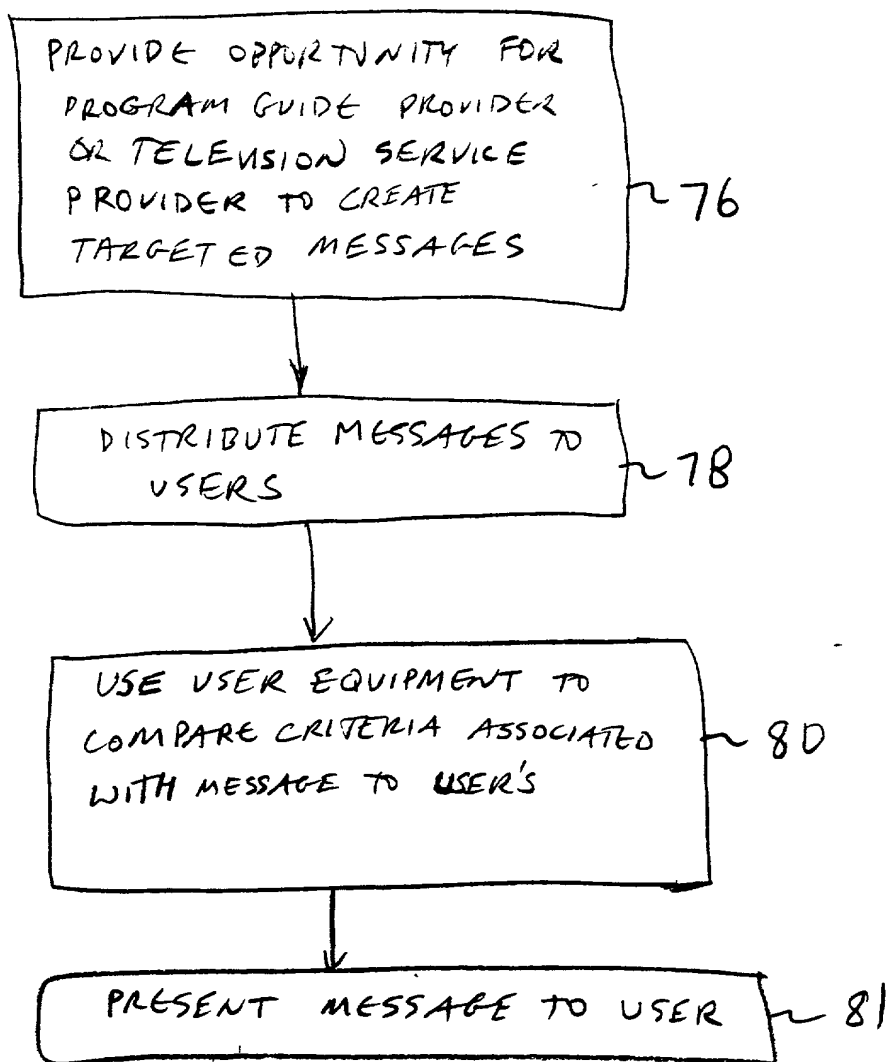 PROVIDE OPPORTUNITY FOR
PROGRAM GUIDE PROVIDER
OR TELEVISION SERVICE
PROVIDER TO CREATE
TARGETED MESSAGES
76
DISTRIBUTE MESSAGES TO
USERS
78
USE USER EQUIPMENT TO
COMPARE CRITERIA ASSOCIATED
WITH MESSAGE TO USER'S
80
PRESENT MESSAGE TO USER
81